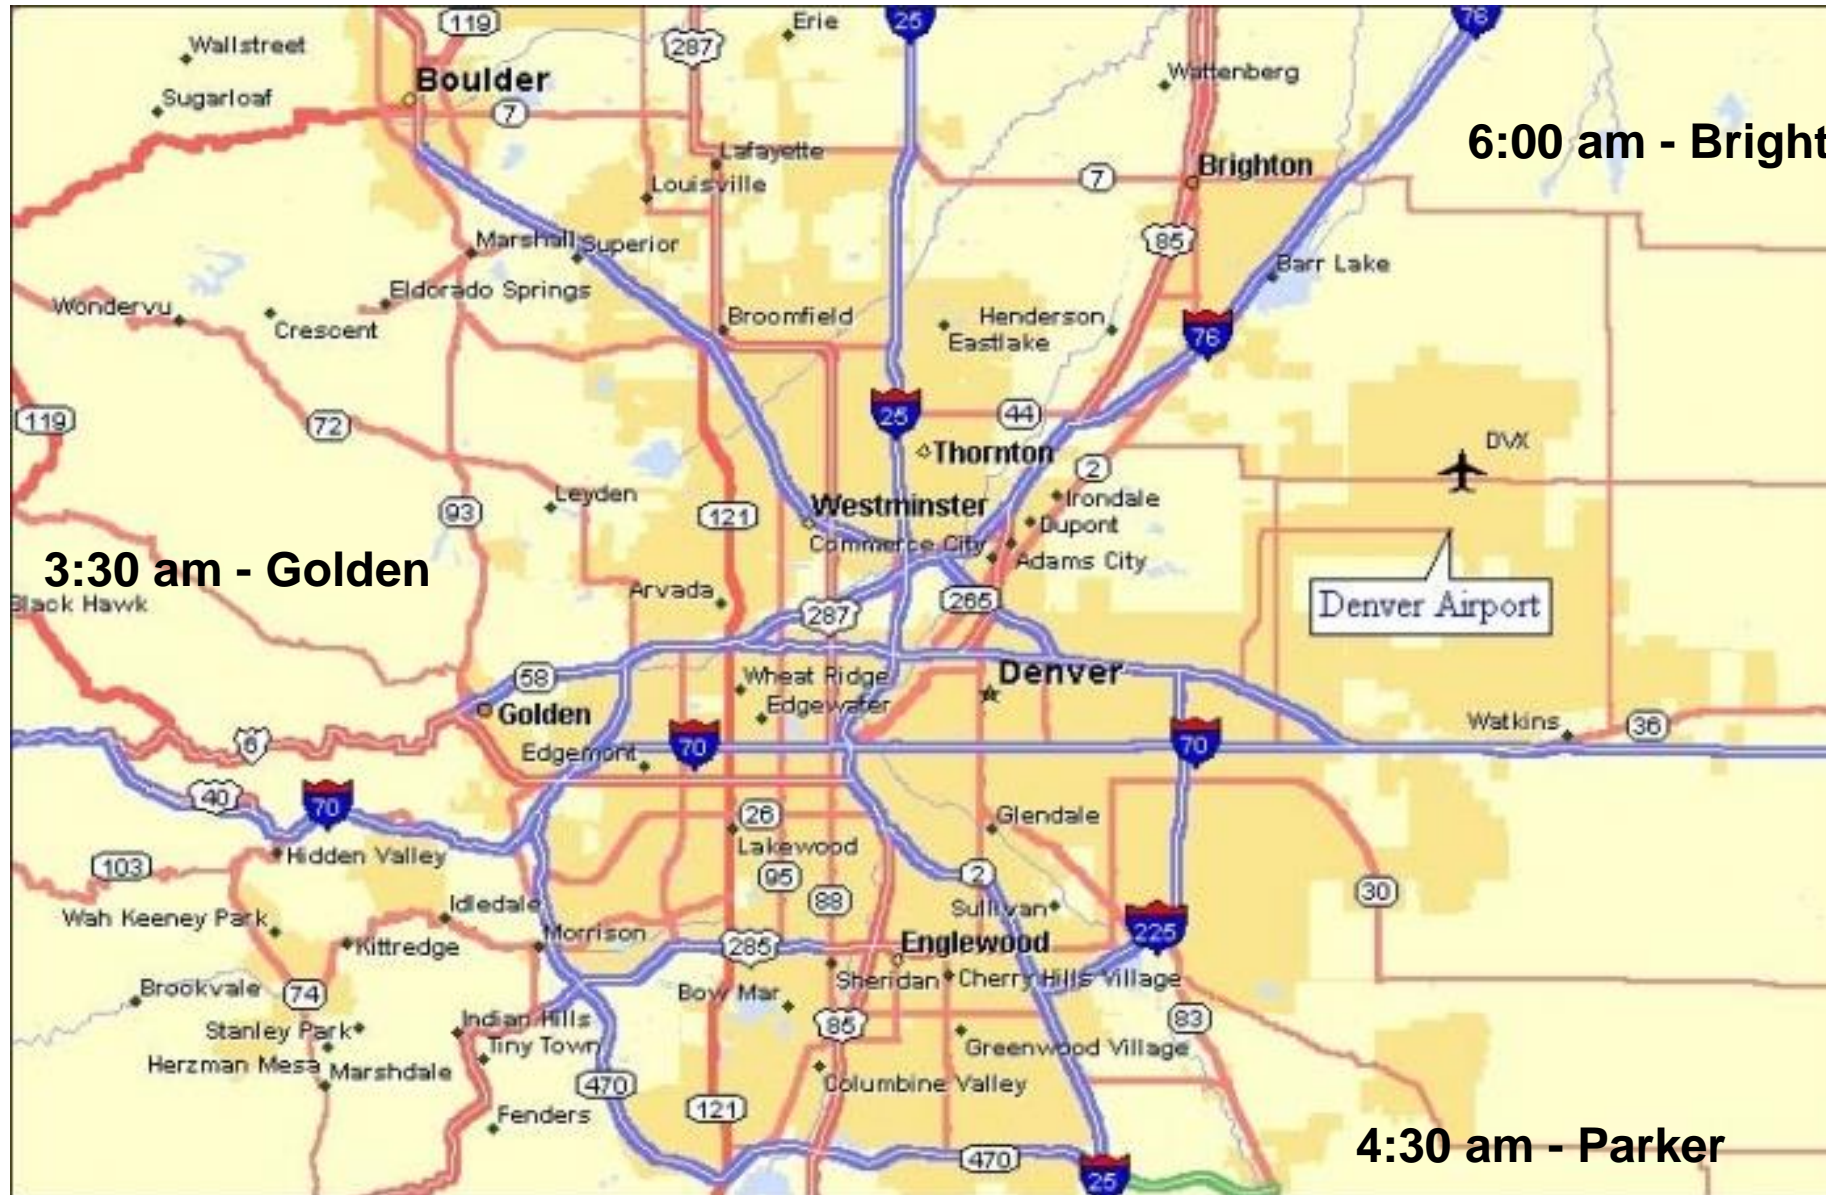 119
287
Erie
25
76
Wallstreet
Boulder
Wattenberg
Sugarloaf
7
6:00 am - Bright
Lafayette
Brighton
Louisville
7
Marshall
Superior
85
Barr Lake
Eldorado Springs
Wondervu
Crescent
Broomfield
Henderson
Eastlake
76
119
72
25
44
DVX
Thornton
2
Leyden
Irondale
93
121
Westminster
Dupont
Commerce City
Adams City
3:30 am - Golden
Black Hawk
Arvada
287
265
Denver Airport
58
Wheat Ridge
Denver
Edgewater
Golden
Watkins
36
6
Edgemont
70
70
40
70
26
Glendale
Lakewood
Hidden Valley
103
95
2
30
88
Idledale
Sullivan
Wah Keeney Park
Kittredge
Morrison
285
Englewood
225
Sheridan
Cherry Hills Village
Brookvale
74
Bow Mar
Stanley Park
Indian Hills
85
83
Tiny Town
Greenwood Village
Herzman Mesa
Marshdale
470
Columbine Valley
Fenders
121
4:30 am - Parker
470
25